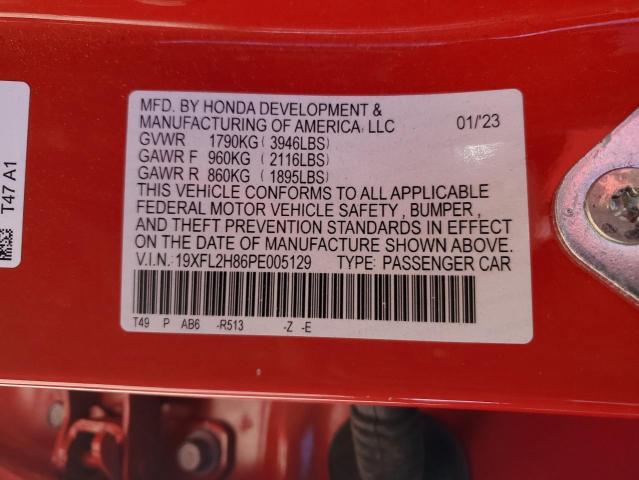 MFD. BY HONDA DEVELOPMENT &
MANUFACTURING OF AMERICA, LLC 01/'23
GVWR 1790KG (3946LBS)
GAWR F 960KG (2116LBS)
GAWR R 860KG (1895LBS)
THIS VEHICLE CONFORMS TO ALL APPLICABLE
FEDERAL MOTOR VEHICLE SAFETY , BUMPER ,
AND THEFT PREVENTION STANDARDS IN EFFECT
ON THE DATE OF MANUFACTURE SHOWN ABOVE.
V.I.N.:19XFL2H86PE005129 TYPE: PASSENGER CAR
T49 P AB6 -R513 -Z -E
T47 A1